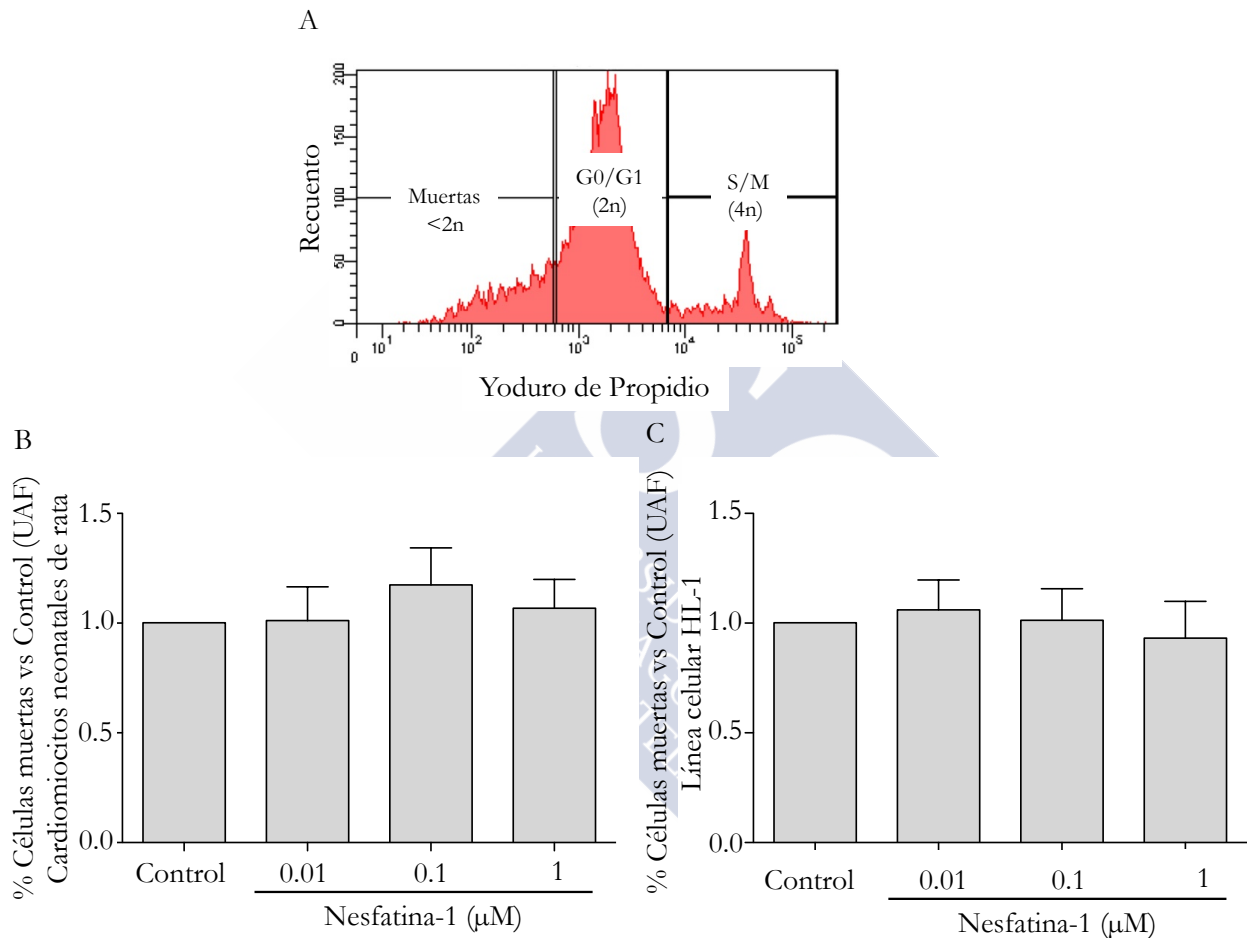 A
Recuento
200
150
100
50
0
Muertas
<2n
G0/G1
(2n)
S/M
(4n)
0 10¹ 10² 10³ 10⁴ 10⁵
Yoduro de Propidio
B
% Células muertas vs Control (UAF)
Cardiomiocitos neonatales de rata
1.5
1.0
0.5
0.0
Control 0.01 0.1 1
Nesfatina-1 (μM)
C
% Células muertas vs Control (UAF)
Línea celular HL-1
1.5
1.0
0.5
0.0
Control 0.01 0.1 1
Nesfatina-1 (μM)